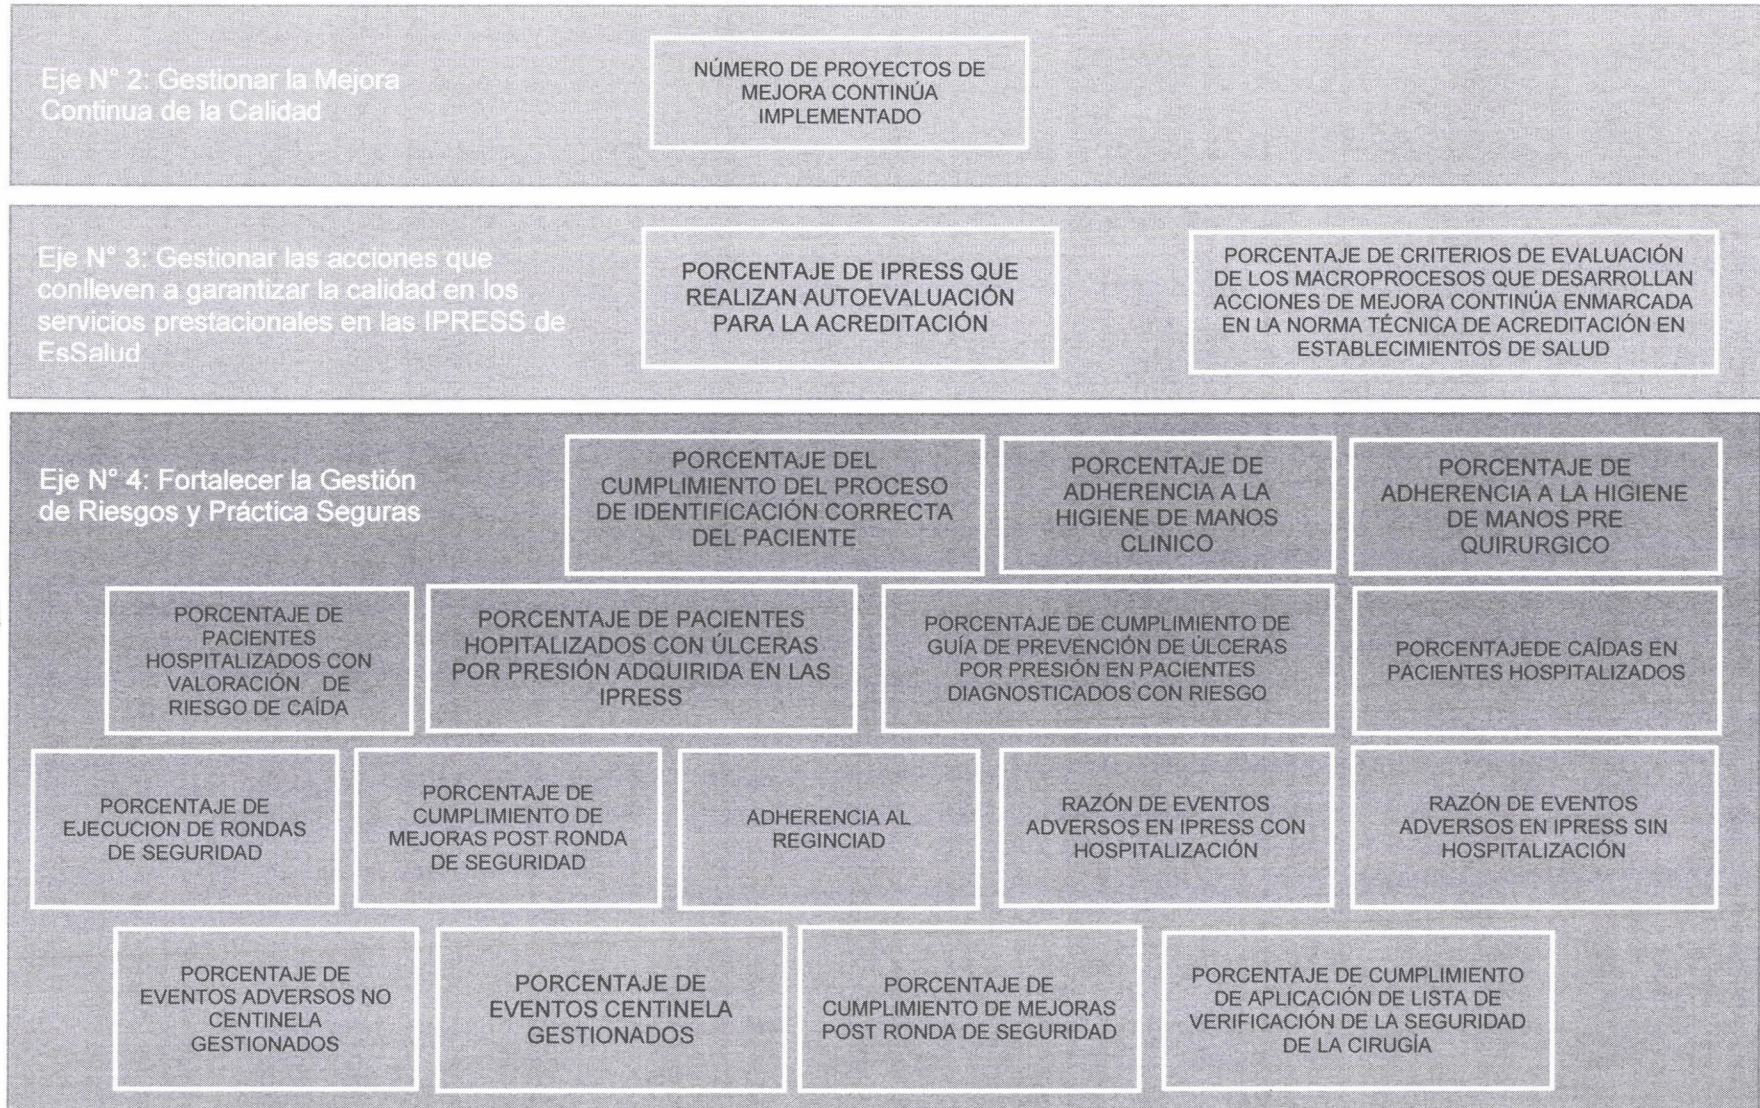 Eje N° 2: Gestionar la Mejora
Continua de la Calidad
NÚMERO DE PROYECTOS DE
MEJORA CONTINÚA
IMPLEMENTADO
Eje N° 3: Gestionar las acciones que
conlleven a garantizar la calidad en los
servicios prestacionales en las IPRESS de
EsSalud
PORCENTAJE DE IPRESS QUE
REALIZAN AUTOEVALUACIÓN
PARA LA ACREDITACIÓN
PORCENTAJE DE CRITERIOS DE EVALUACIÓN
DE LOS MACROPROCESOS QUE DESARROLLAN
ACCIONES DE MEJORA CONTINÚA ENMARCADA
EN LA NORMA TÉCNICA DE ACREDITACIÓN EN
ESTABLECIMIENTOS DE SALUD
Eje N° 4: Fortalecer la Gestión
de Riesgos y Práctica Seguras
PORCENTAJE DEL
CUMPLIMIENTO DEL PROCESO
DE IDENTIFICACIÓN CORRECTA
DEL PACIENTE
PORCENTAJE DE
ADHERENCIA A LA
HIGIENE DE MANOS
CLINICO
PORCENTAJE DE
ADHERENCIA A LA HIGIENE
DE MANOS PRE
QUIRURGICO
PORCENTAJE DE
PACIENTES
HOSPITALIZADOS CON
VALORACIÓN DE
RIESGO DE CAÍDA
PORCENTAJE DE PACIENTES
HOPITALIZADOS CON ÚLCERAS
POR PRESIÓN ADQUIRIDA EN LAS
IPRESS
PORCENTAJE DE CUMPLIMIENTO DE
GUÍA DE PREVENCIÓN DE ÚLCERAS
POR PRESIÓN EN PACIENTES
DIAGNOSTICADOS CON RIESGO
PORCENTAJEDE CAÍDAS EN
PACIENTES HOSPITALIZADOS
PORCENTAJE DE
EJECUCION DE RONDAS
DE SEGURIDAD
PORCENTAJE DE
CUMPLIMIENTO DE
MEJORAS POST RONDA
DE SEGURIDAD
ADHERENCIA AL
REGINCIAD
RAZÓN DE EVENTOS
ADVERSOS EN IPRESS CON
HOSPITALIZACIÓN
RAZÓN DE EVENTOS
ADVERSOS EN IPRESS SIN
HOSPITALIZACIÓN
PORCENTAJE DE
EVENTOS ADVERSOS NO
CENTINELA
GESTIONADOS
PORCENTAJE DE
EVENTOS CENTINELA
GESTIONADOS
PORCENTAJE DE
CUMPLIMIENTO DE MEJORAS
POST RONDA DE SEGURIDAD
PORCENTAJE DE CUMPLIMIENTO
DE APLICACIÓN DE LISTA DE
VERIFICACIÓN DE LA SEGURIDAD
DE LA CIRUGÍA